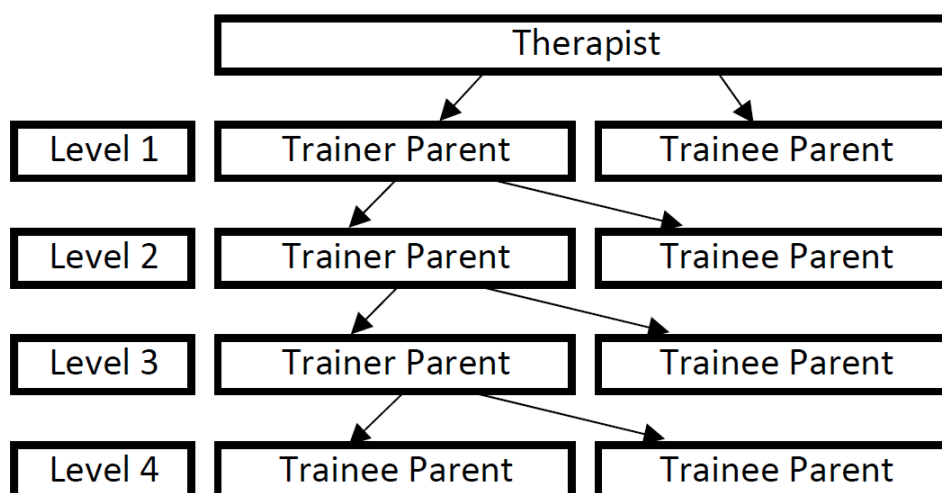 Therapist
Level 1 Trainer Parent Trainee Parent
Level 2 Trainer Parent Trainee Parent
Level 3 Trainer Parent Trainee Parent
Level 4 Trainee Parent Trainee Parent